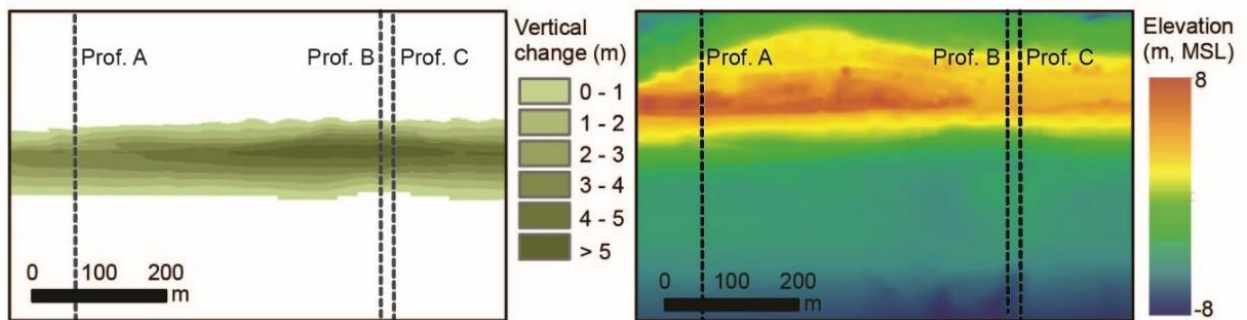 Prof. A
Prof. B
Prof. C
0 100 200
m
Vertical
change (m)
0 - 1
1 - 2
2 - 3
3 - 4
4 - 5
> 5
Prof. A
Prof. B
Prof. C
0 100 200
m
Elevation
(m, MSL)
8
-8